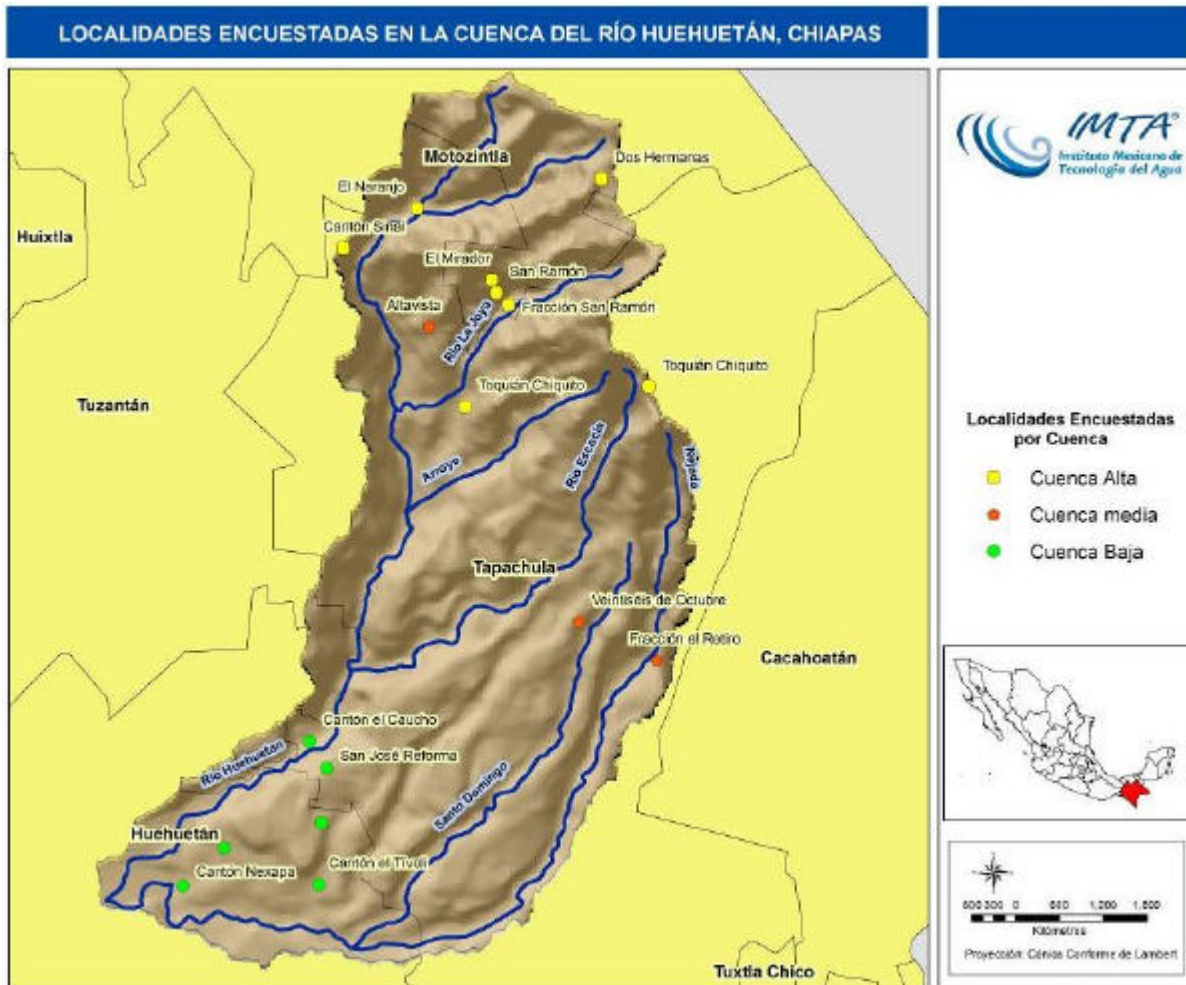 LOCALIDADES ENCUESTADAS EN LA CUENCA DEL RÍO HUEHUETÁN, CHIAPAS
IMTA
Instituto Mexicano de
Tecnología del Agua
Motozintla
Dos Hermanas
El Naranjo
Cantón Sinaí
Huixtla
El Mirador
San Ramón
Altavista
Fracción San Ramón
Río La Joya
Toquián Chiquito
Toquián Chiquito
Tuzantán
Localidades Encuestadas
por Cuenca
Cuenca Alta
Cuenca media
Cuenca Baja
Arroyo
Río Escocia
Tapachula
Veintiséis de Octubre
Fracción el Retiro
Cacahoatán
Cantón el Caucho
San José Reforma
Río Huehuetán
Santo Domingo
Huehuetán
Cantón el Tívoli
Cantón Nexapa
Tuxtla Chico
Kilómetros
Proyección: Cónica Conforme de Lambert